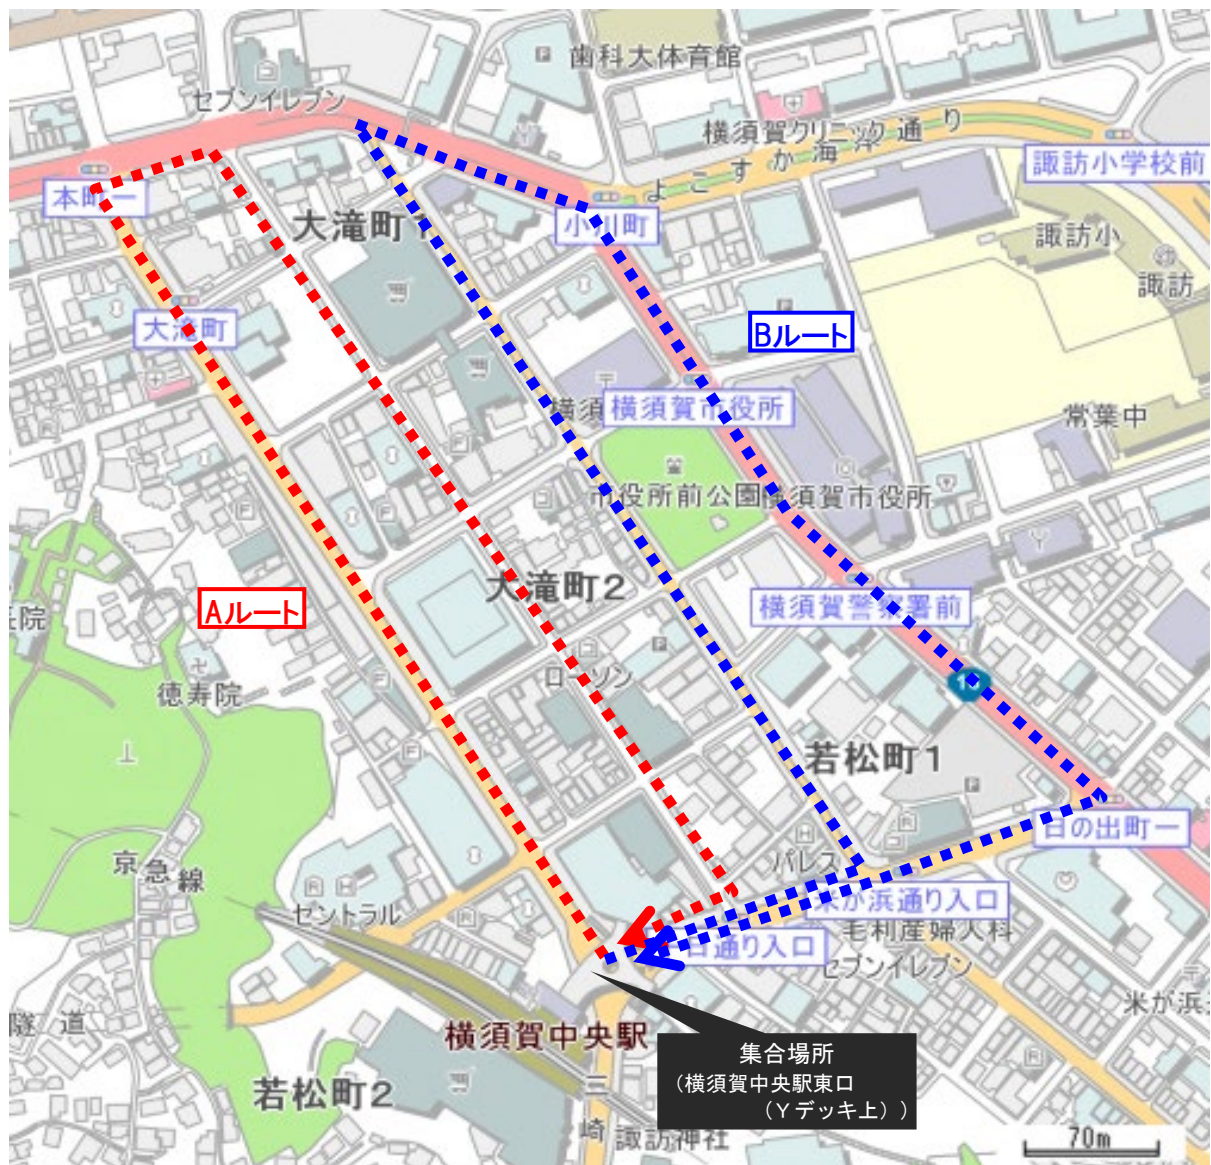 歯科大体育館
セブンイレブン
横須賀クリニック
よこすか海洋通り
諏訪小学校前
本町一
大滝町1
小川町
諏訪小
諏訪
大滝町
Bルート
横須賀市役所
常葉中
市役所前公園
横須賀市役所
大滝町2
横須賀警察署前
Aルート
徳寿院
ローソン
16
若松町1
日の出町一
パレス
京急線
セントラル
米が浜通り入口
毛利産婦人科
日通り入口
セブンイレブン
米が浜
横須賀中央駅
隧道
集合場所
(横須賀中央駅東口
(Yデッキ上))
若松町2
三崎
諏訪神社
70m